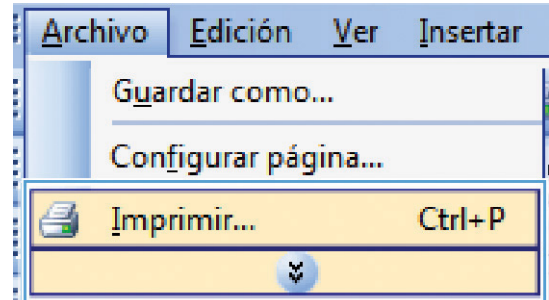 Archivo Edición Ver Insertar
Guardar como...
Configurar página...
Imprimir... Ctrl+P